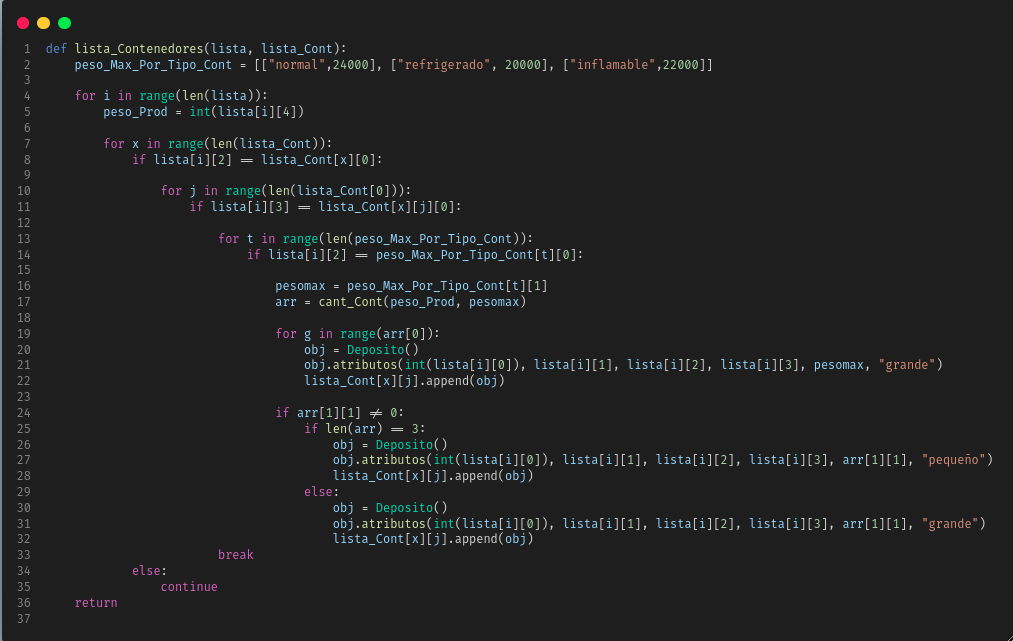 1 def lista_Contenedores(lista, lista_Cont):
2     peso_Max_Por_Tipo_Cont = [["normal",24000], ["refrigerado", 20000], ["inflamable",22000]]
3
4     for i in range(len(lista)):
5         peso_Prod = int(lista[i][4])
6
7         for x in range(len(lista_Cont)):
8             if lista[i][2] == lista_Cont[x][0]:
9
10                 for j in range(len(lista_Cont[0])):
11                     if lista[i][3] == lista_Cont[x][j][0]:
12
13                         for t in range(len(peso_Max_Por_Tipo_Cont)):
14                             if lista[i][2] == peso_Max_Por_Tipo_Cont[t][0]:
15
16                                 pesomax = peso_Max_Por_Tipo_Cont[t][1]
17                                 arr = cant_Cont(peso_Prod, pesomax)
18
19                                 for g in range(arr[0]):
20                                     obj = Deposito()
21                                     obj.atributos(int(lista[i][0]), lista[i][1], lista[i][2], lista[i][3], pesomax, "grande")
22                                     lista_Cont[x][j].append(obj)
23
24                                 if arr[1][1] != 0:
25                                     if len(arr) == 3:
26                                         obj = Deposito()
27                                         obj.atributos(int(lista[i][0]), lista[i][1], lista[i][2], lista[i][3], arr[1][1], "pequeño")
28                                         lista_Cont[x][j].append(obj)
29                                     else:
30                                         obj = Deposito()
31                                         obj.atributos(int(lista[i][0]), lista[i][1], lista[i][2], lista[i][3], arr[1][1], "grande")
32                                         lista_Cont[x][j].append(obj)
33                         break
34             else:
35                 continue
36     return
37